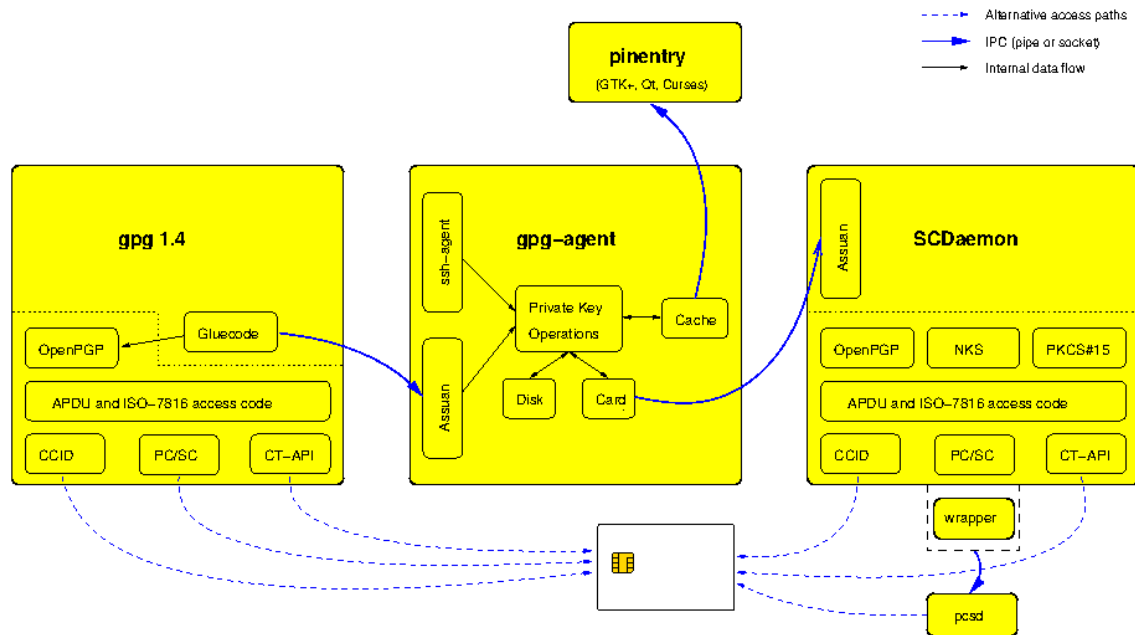 Alternative access paths
IPC (pipe or socket)
Internal data flow
pinentry
(GTK+, Qt, Curses)
gpg 1.4
Gluecode
OpenPGP
APDU and ISO-7816 access code
CCID
PC/SC
CT-API
gpg-agent
ssh-agent
Assuan
Private Key
Operations
Cache
Disk
Card
SCDaemon
Assuan
OpenPGP
NKS
PKCS#15
APDU and ISO-7816 access code
CCID
PC/SC
CT-API
wrapper
pcsd